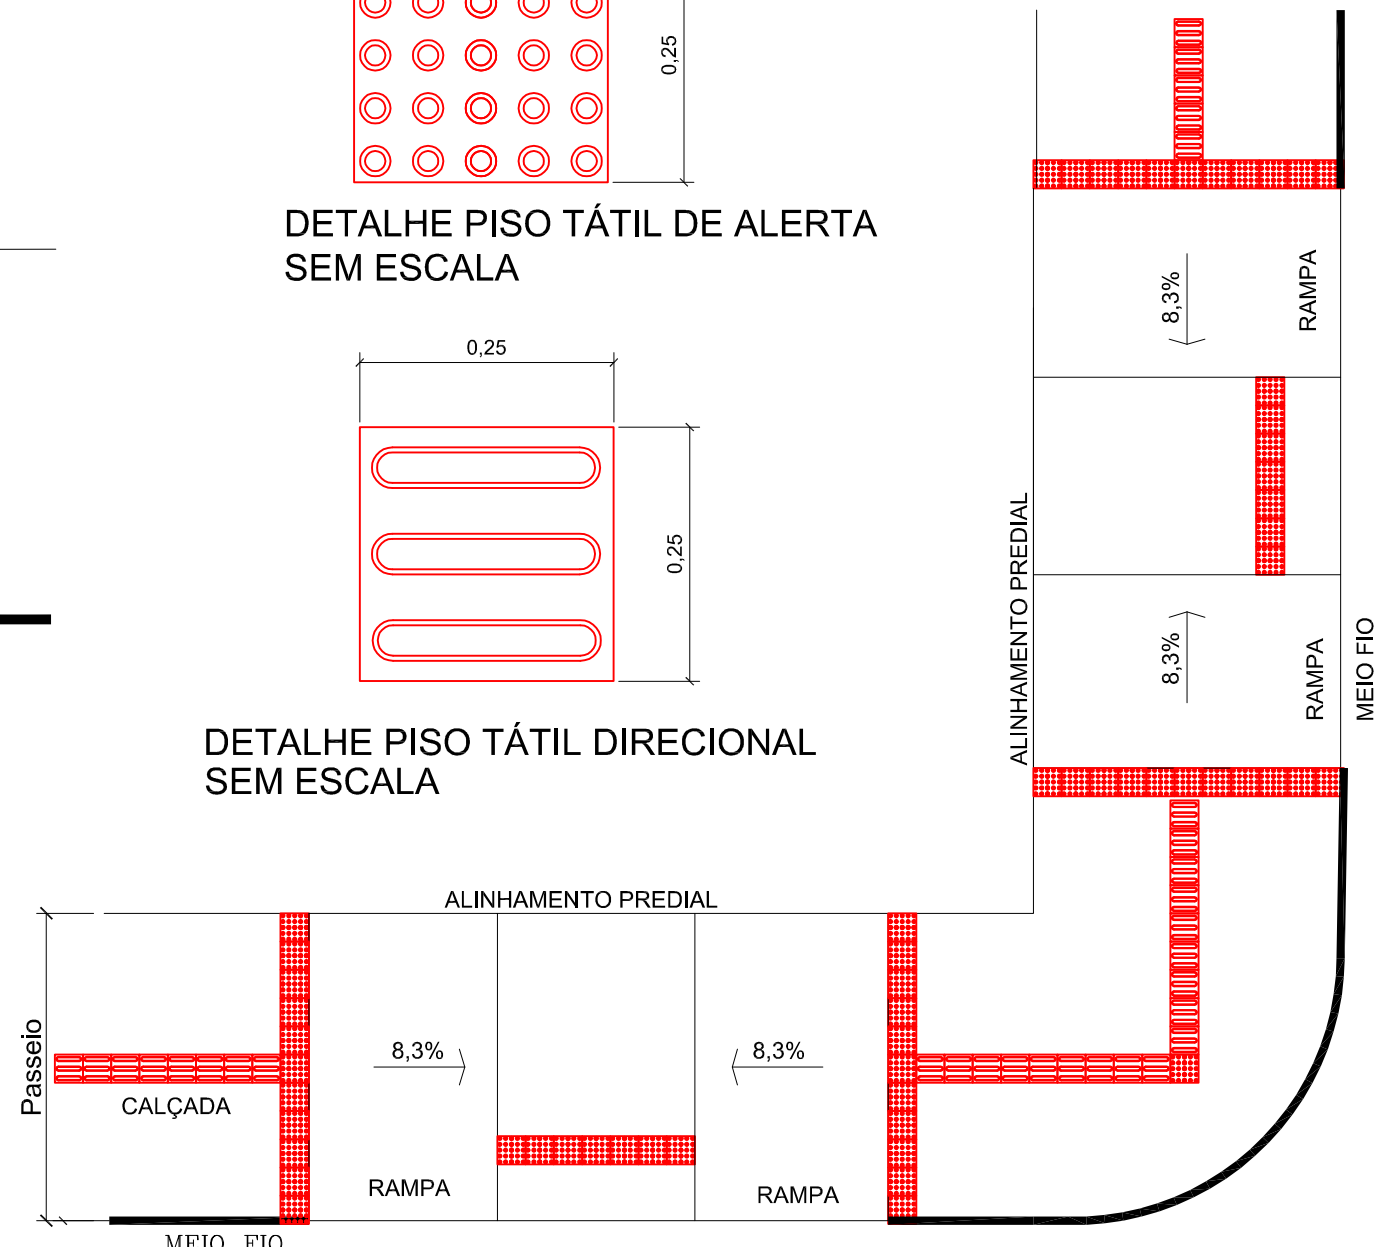 0,25
DETALHE PISO TÁTIL DE ALERTA
SEM ESCALA
0,25
0,25
DETALHE PISO TÁTIL DIRECIONAL
SEM ESCALA
8,3%
RAMPA
ALINHAMENTO PREDIAL
8,3%
RAMPA
MEIO FIO
ALINHAMENTO PREDIAL
Passeio
CALÇADA
8,3%
8,3%
RAMPA
RAMPA
MEIO FIO